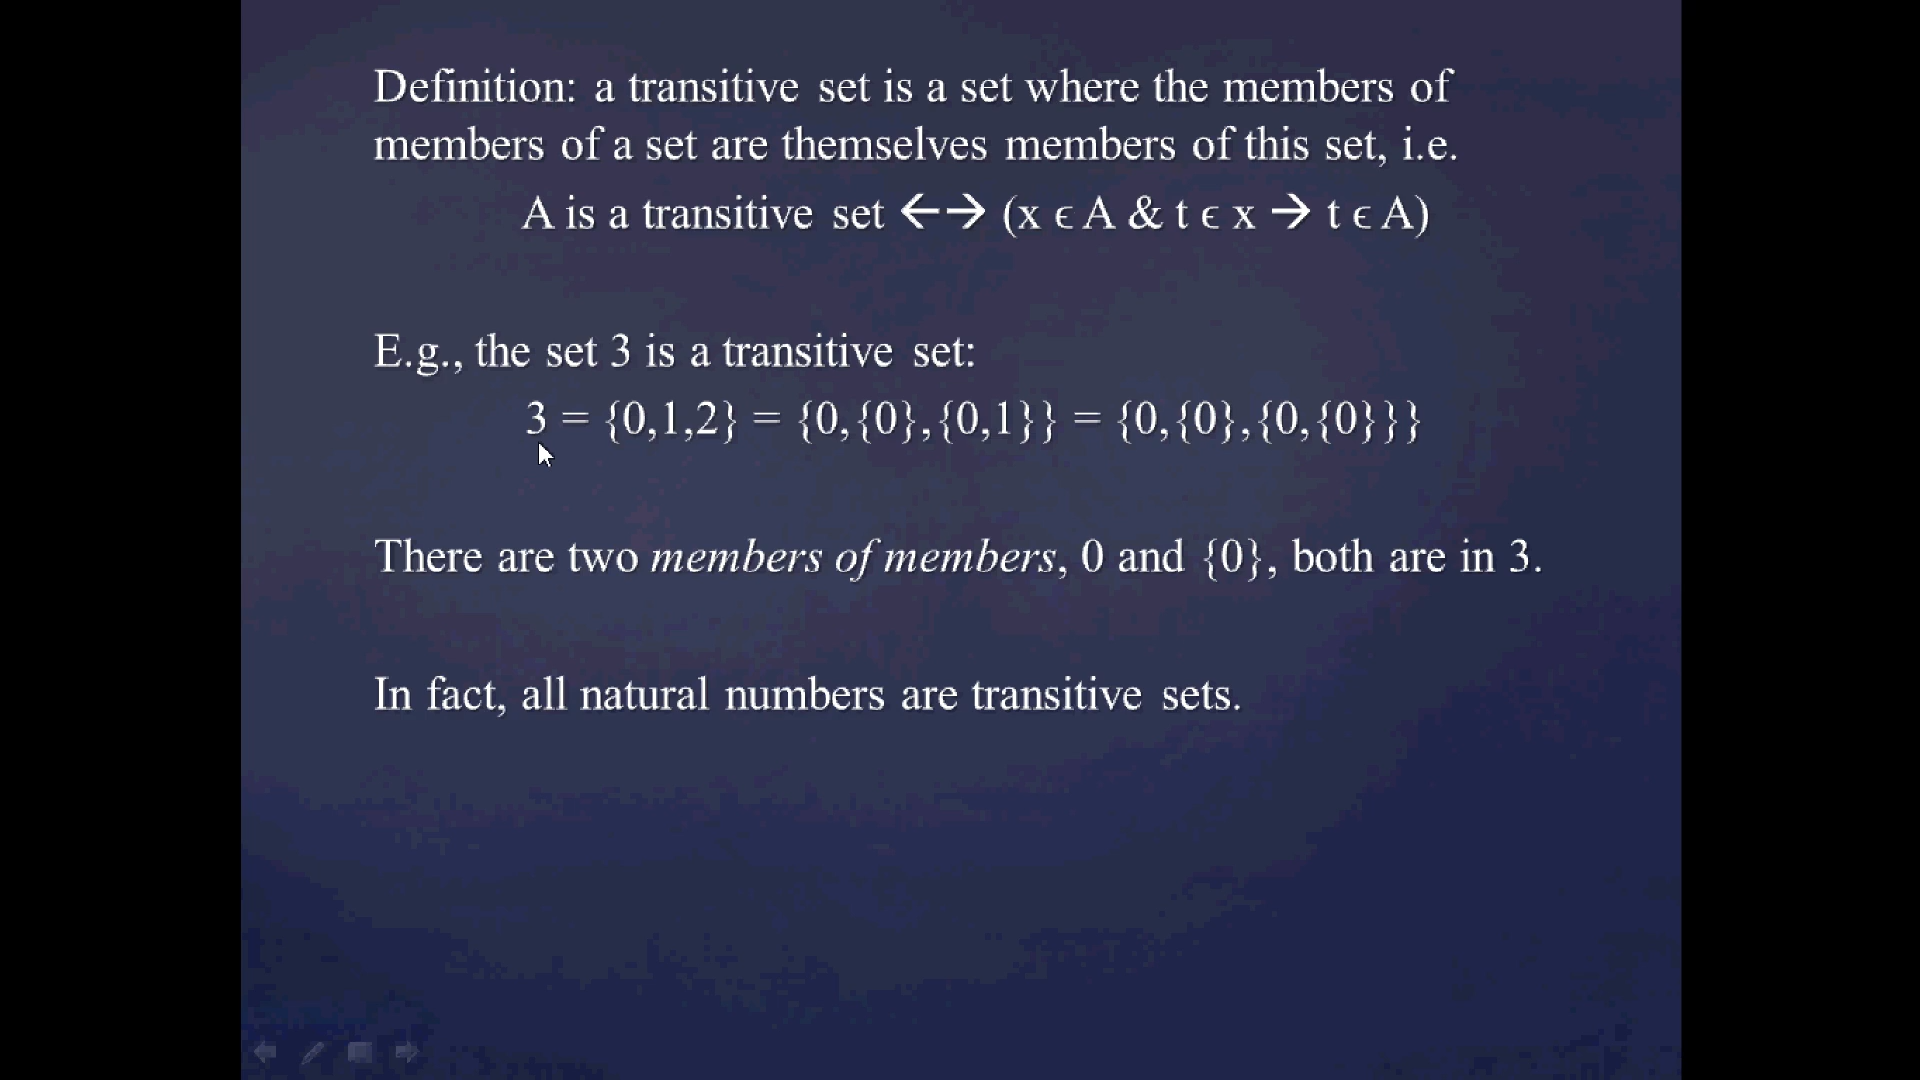 Definition: a transitive set is a set where the members of
members of a set are themselves members of this set, i.e.
A is a transitive set ←→ (x ϵ A & t ϵ x → t ϵ A)
E.g., the set 3 is a transitive set:
3 = {0,1,2} = {0,{0},{0,1}} = {0,{0},{0,{0}}}
There are two members of members, 0 and {0}, both are in 3.
In fact, all natural numbers are transitive sets.